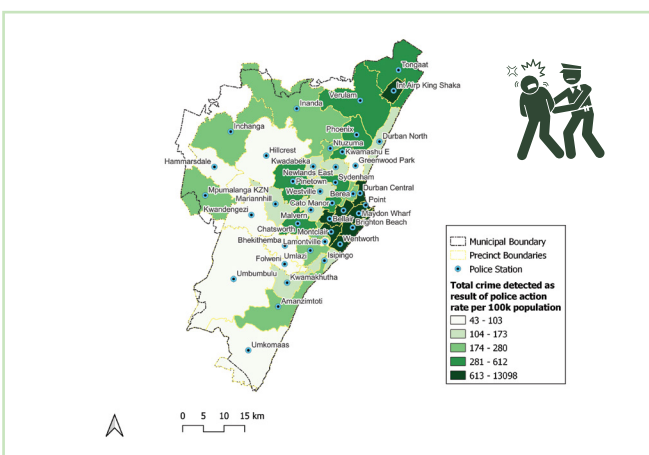 Tongaat
Int Airp King Shaka
Verulam
Inanda
Inchanga
Phoenix
Durban North
Ntuzuma
Kwamashu E
Hillcrest
Hammarsdale
Kwadabeka
Greenwood Park
Newlands East
Sydenham
Pinetown
Mpumalanga KZN
Westville
Berea
Durban Central
Mariannhill
Point
Kwandengezi
Cato Manor
Maydon Wharf
Malvern
Bellair
Brighton Beach
Chatsworth
Montclair
Wentworth
Bhekithemba
Lamontville
Folweni
Umlazi
Isipingo
Umbumbulu
Kwamakhutha
Amanzimtoti
Umkomaas
Municipal Boundary
Precinct Boundaries
Police Station
Total crime detected as
result of police action
rate per 100k population
43 - 103
104 - 173
174 - 280
281 - 612
613 - 13098
0 5 10 15 km